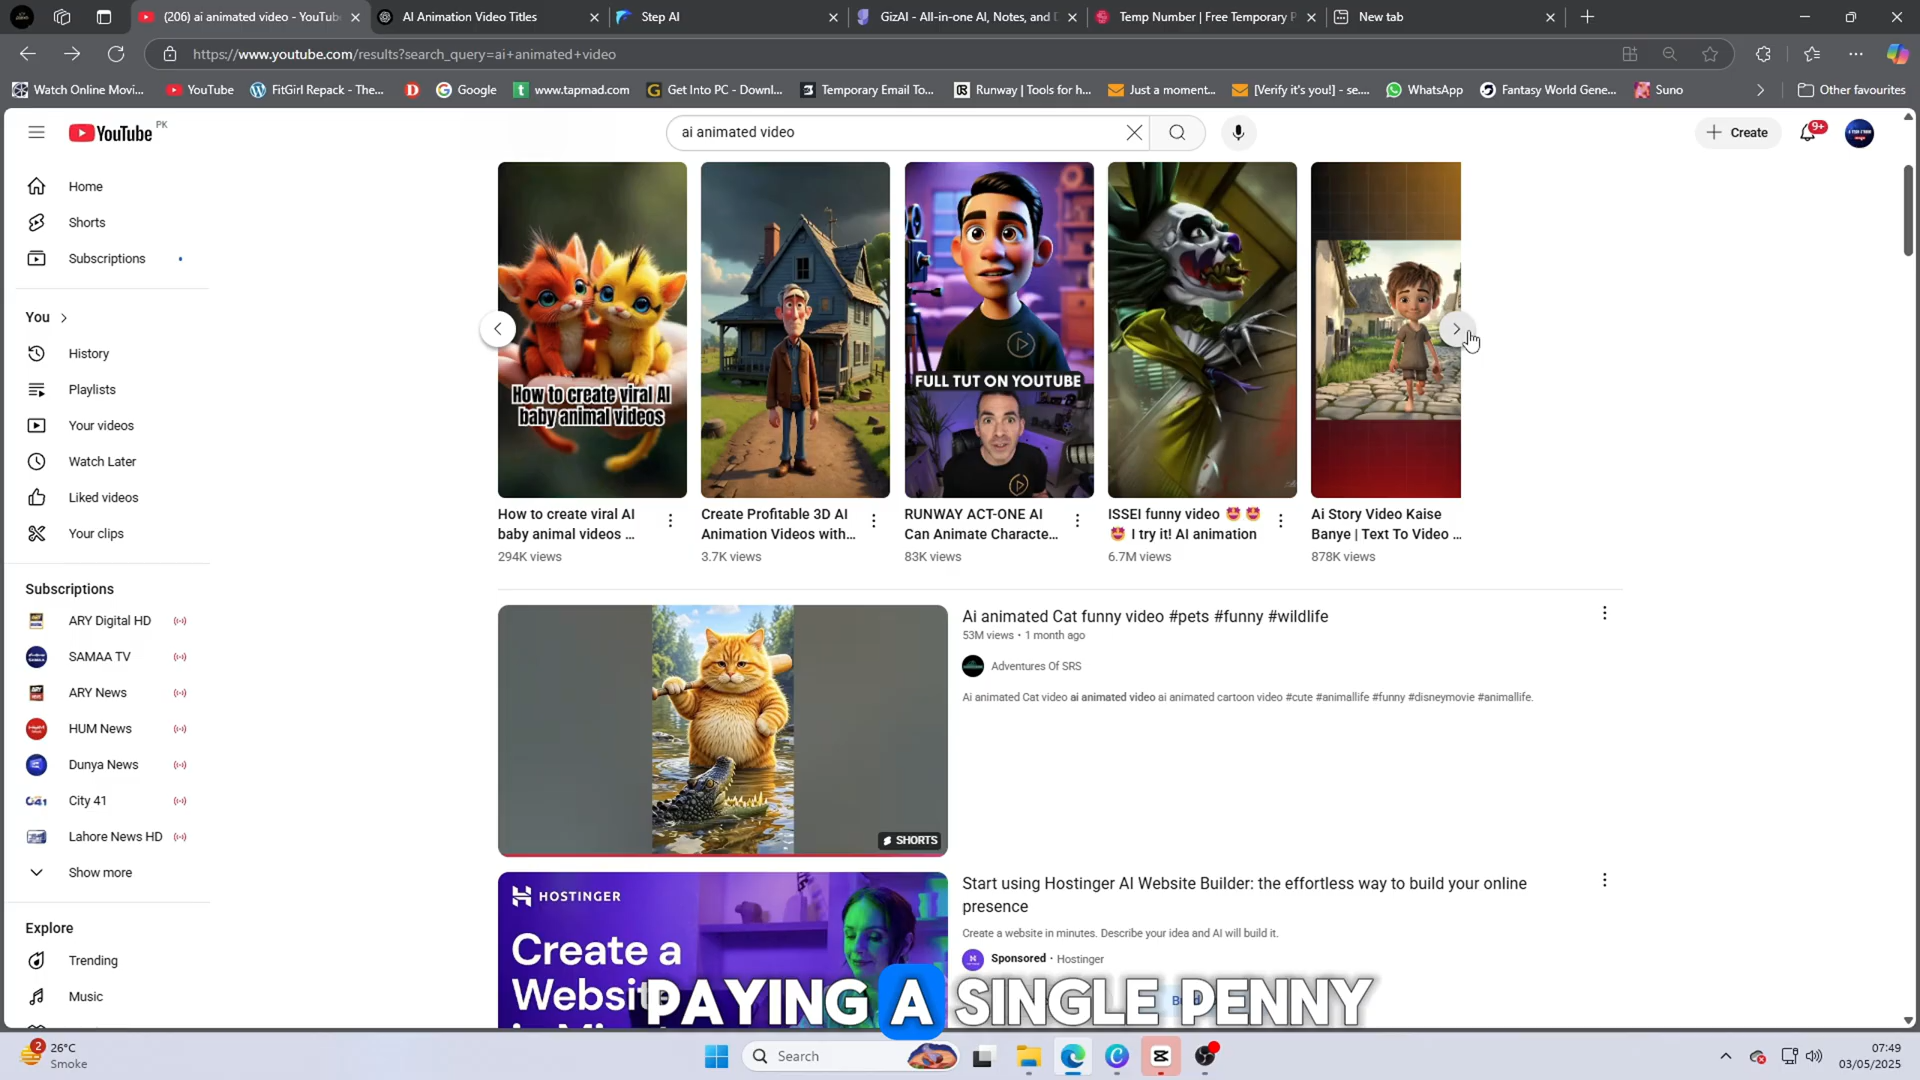 (206) ai animated video - YouTub
AI Animation Video Titles
Step AI
GizAI - All-in-one AI, Notes, and D
Temp Number | Free Temporary P
New tab
https://www.youtube.com/results?search_query=ai+animated+video
Watch Online Movi...
YouTube
FitGirl Repack - The...
Google
www.tapmad.com
Get Into PC - Downl...
Temporary Email To...
Runway | Tools for h...
Just a moment...
[Verify it's you!] - se...
WhatsApp
Fantasy World Gene...
Suno
Other favourites
YouTube PK
ai animated video
Create
9+
Home
Shorts
Subscriptions
You
History
Playlists
Your videos
Watch Later
Liked videos
Your clips
Subscriptions
ARY Digital HD
SAMAA TV
ARY News
HUM News
Dunya News
City 41
Lahore News HD
Show more
Explore
Trending
Music
How to create viral AI
baby animal videos
FULL TUT ON YOUTUBE
How to create viral AI
baby animal videos ...
294K views
Create Profitable 3D AI
Animation Videos with...
3.7K views
RUNWAY ACT-ONE AI
Can Animate Characte...
83K views
ISSEI funny video 🤩 🤩
🤩 I try it! AI animation
6.7M views
Ai Story Video Kaise
Banye | Text To Video ...
878K views
SHORTS
Ai animated Cat funny video #pets #funny #wildlife
53M views • 1 month ago
Adventures Of SRS
Ai animated Cat video ai animated video ai animated cartoon video #cute #animallife #funny #disneymovie #animallife.
HOSTINGER
Create a
Website
Start using Hostinger AI Website Builder: the effortless way to build your online
presence
Create a website in minutes. Describe your idea and AI will build it.
Sponsored · Hostinger
PAYING A SINGLE PENNY
2
26°C
Smoke
Search
07:49
03/05/2025